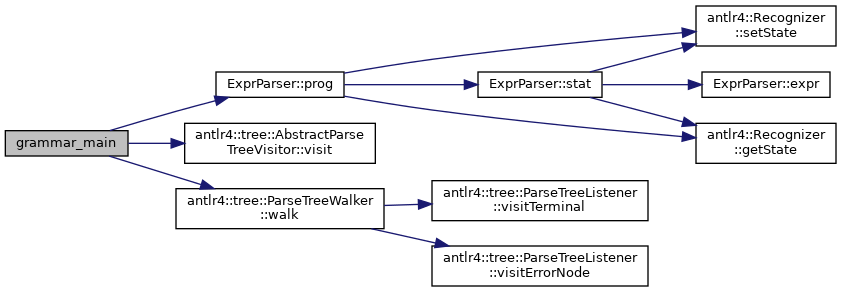 grammar_main
ExprParser::prog
antlr4::tree::AbstractParse
TreeVisitor::visit
antlr4::tree::ParseTreeWalker
::walk
ExprParser::stat
antlr4::tree::ParseTreeListener
::visitTerminal
antlr4::tree::ParseTreeListener
::visitErrorNode
antlr4::Recognizer
::setState
ExprParser::expr
antlr4::Recognizer
::getState